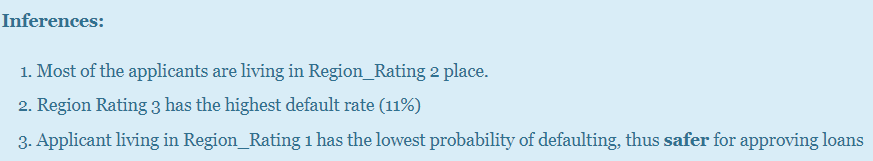 Inferences:
1. Most of the applicants are living in Region_Rating 2 place.
2. Region Rating 3 has the highest default rate (11%)
3. Applicant living in Region_Rating 1 has the lowest probability of defaulting, thus safer for approving loans